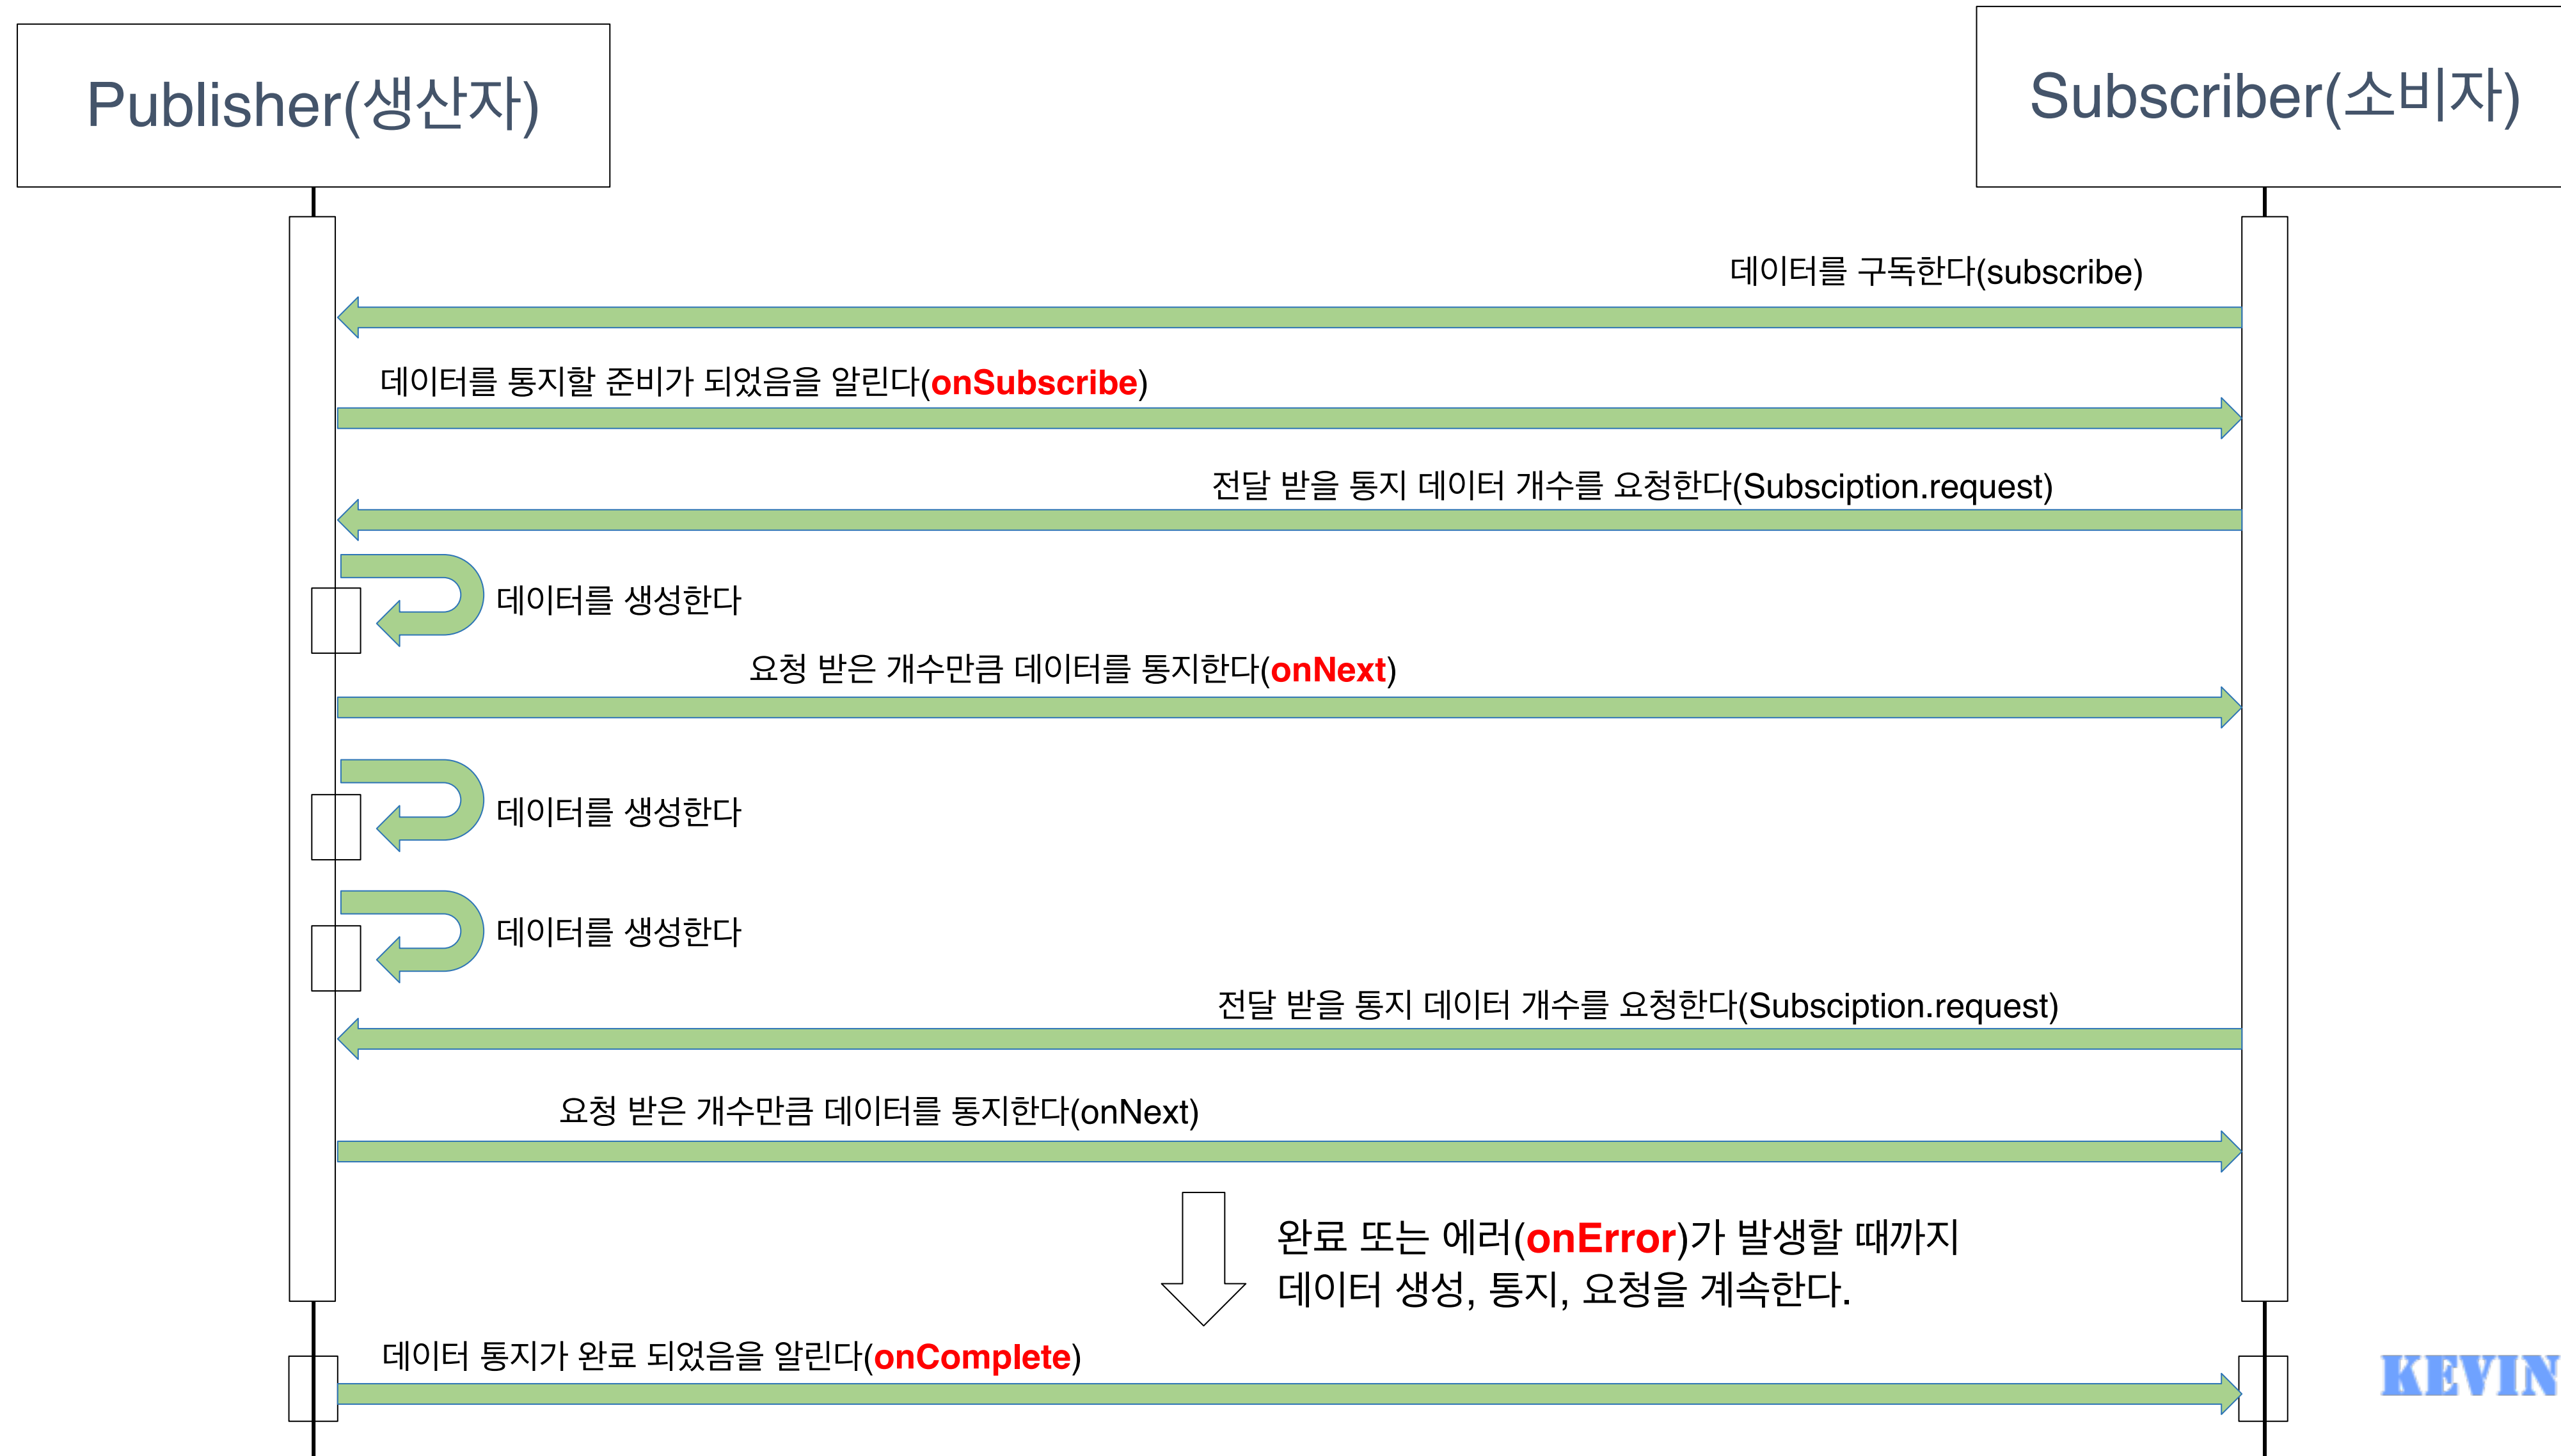 Publisher(생산자)
Subscriber(소비자)
데이터를 구독한다(subscribe)
데이터를 통지할 준비가 되었음을 알린다(onSubscribe)
전달 받을 통지 데이터 개수를 요청한다(Subsciption.request)
데이터를 생성한다
요청 받은 개수만큼 데이터를 통지한다(onNext)
데이터를 생성한다
데이터를 생성한다
전달 받을 통지 데이터 개수를 요청한다(Subsciption.request)
요청 받은 개수만큼 데이터를 통지한다(onNext)
완료 또는 에러(onError)가 발생할 때까지
데이터 생성, 통지, 요청을 계속한다.
데이터 통지가 완료 되었음을 알린다(onComplete)
KEVIN